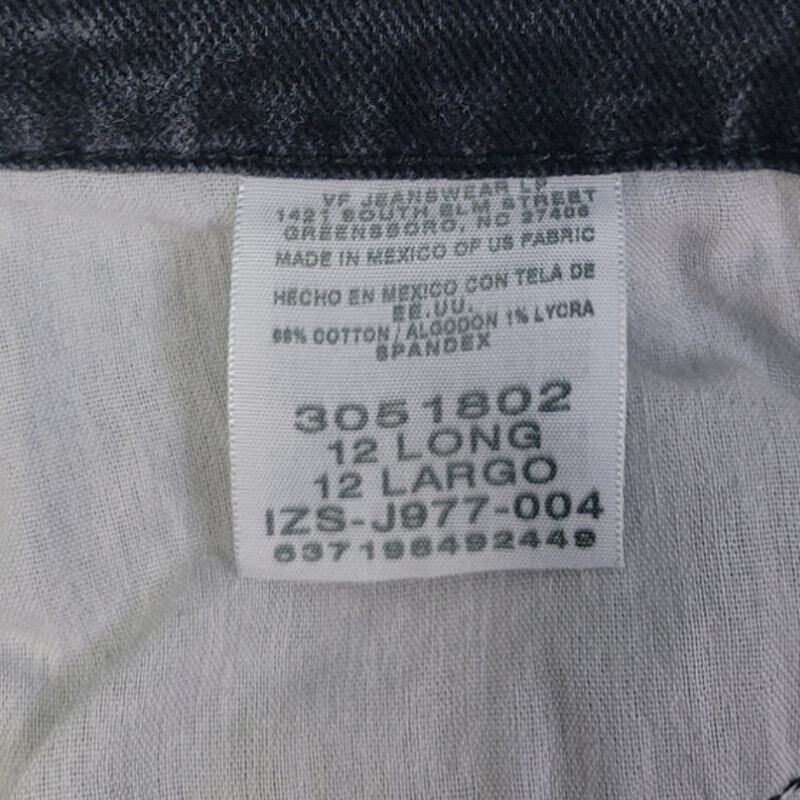 VF JEANSWEAR LP
1421 SOUTH ELM STREET
GREENSBORO, NC 27406
MADE IN MEXICO OF US FABRIC
HECHO EN MEXICO CON TELA DE
EE.UU.
99% COTTON / ALGODON 1% LYCRA
SPANDEX
3051802
12 LONG
12 LARGO
IZS-J977-004
637196492449